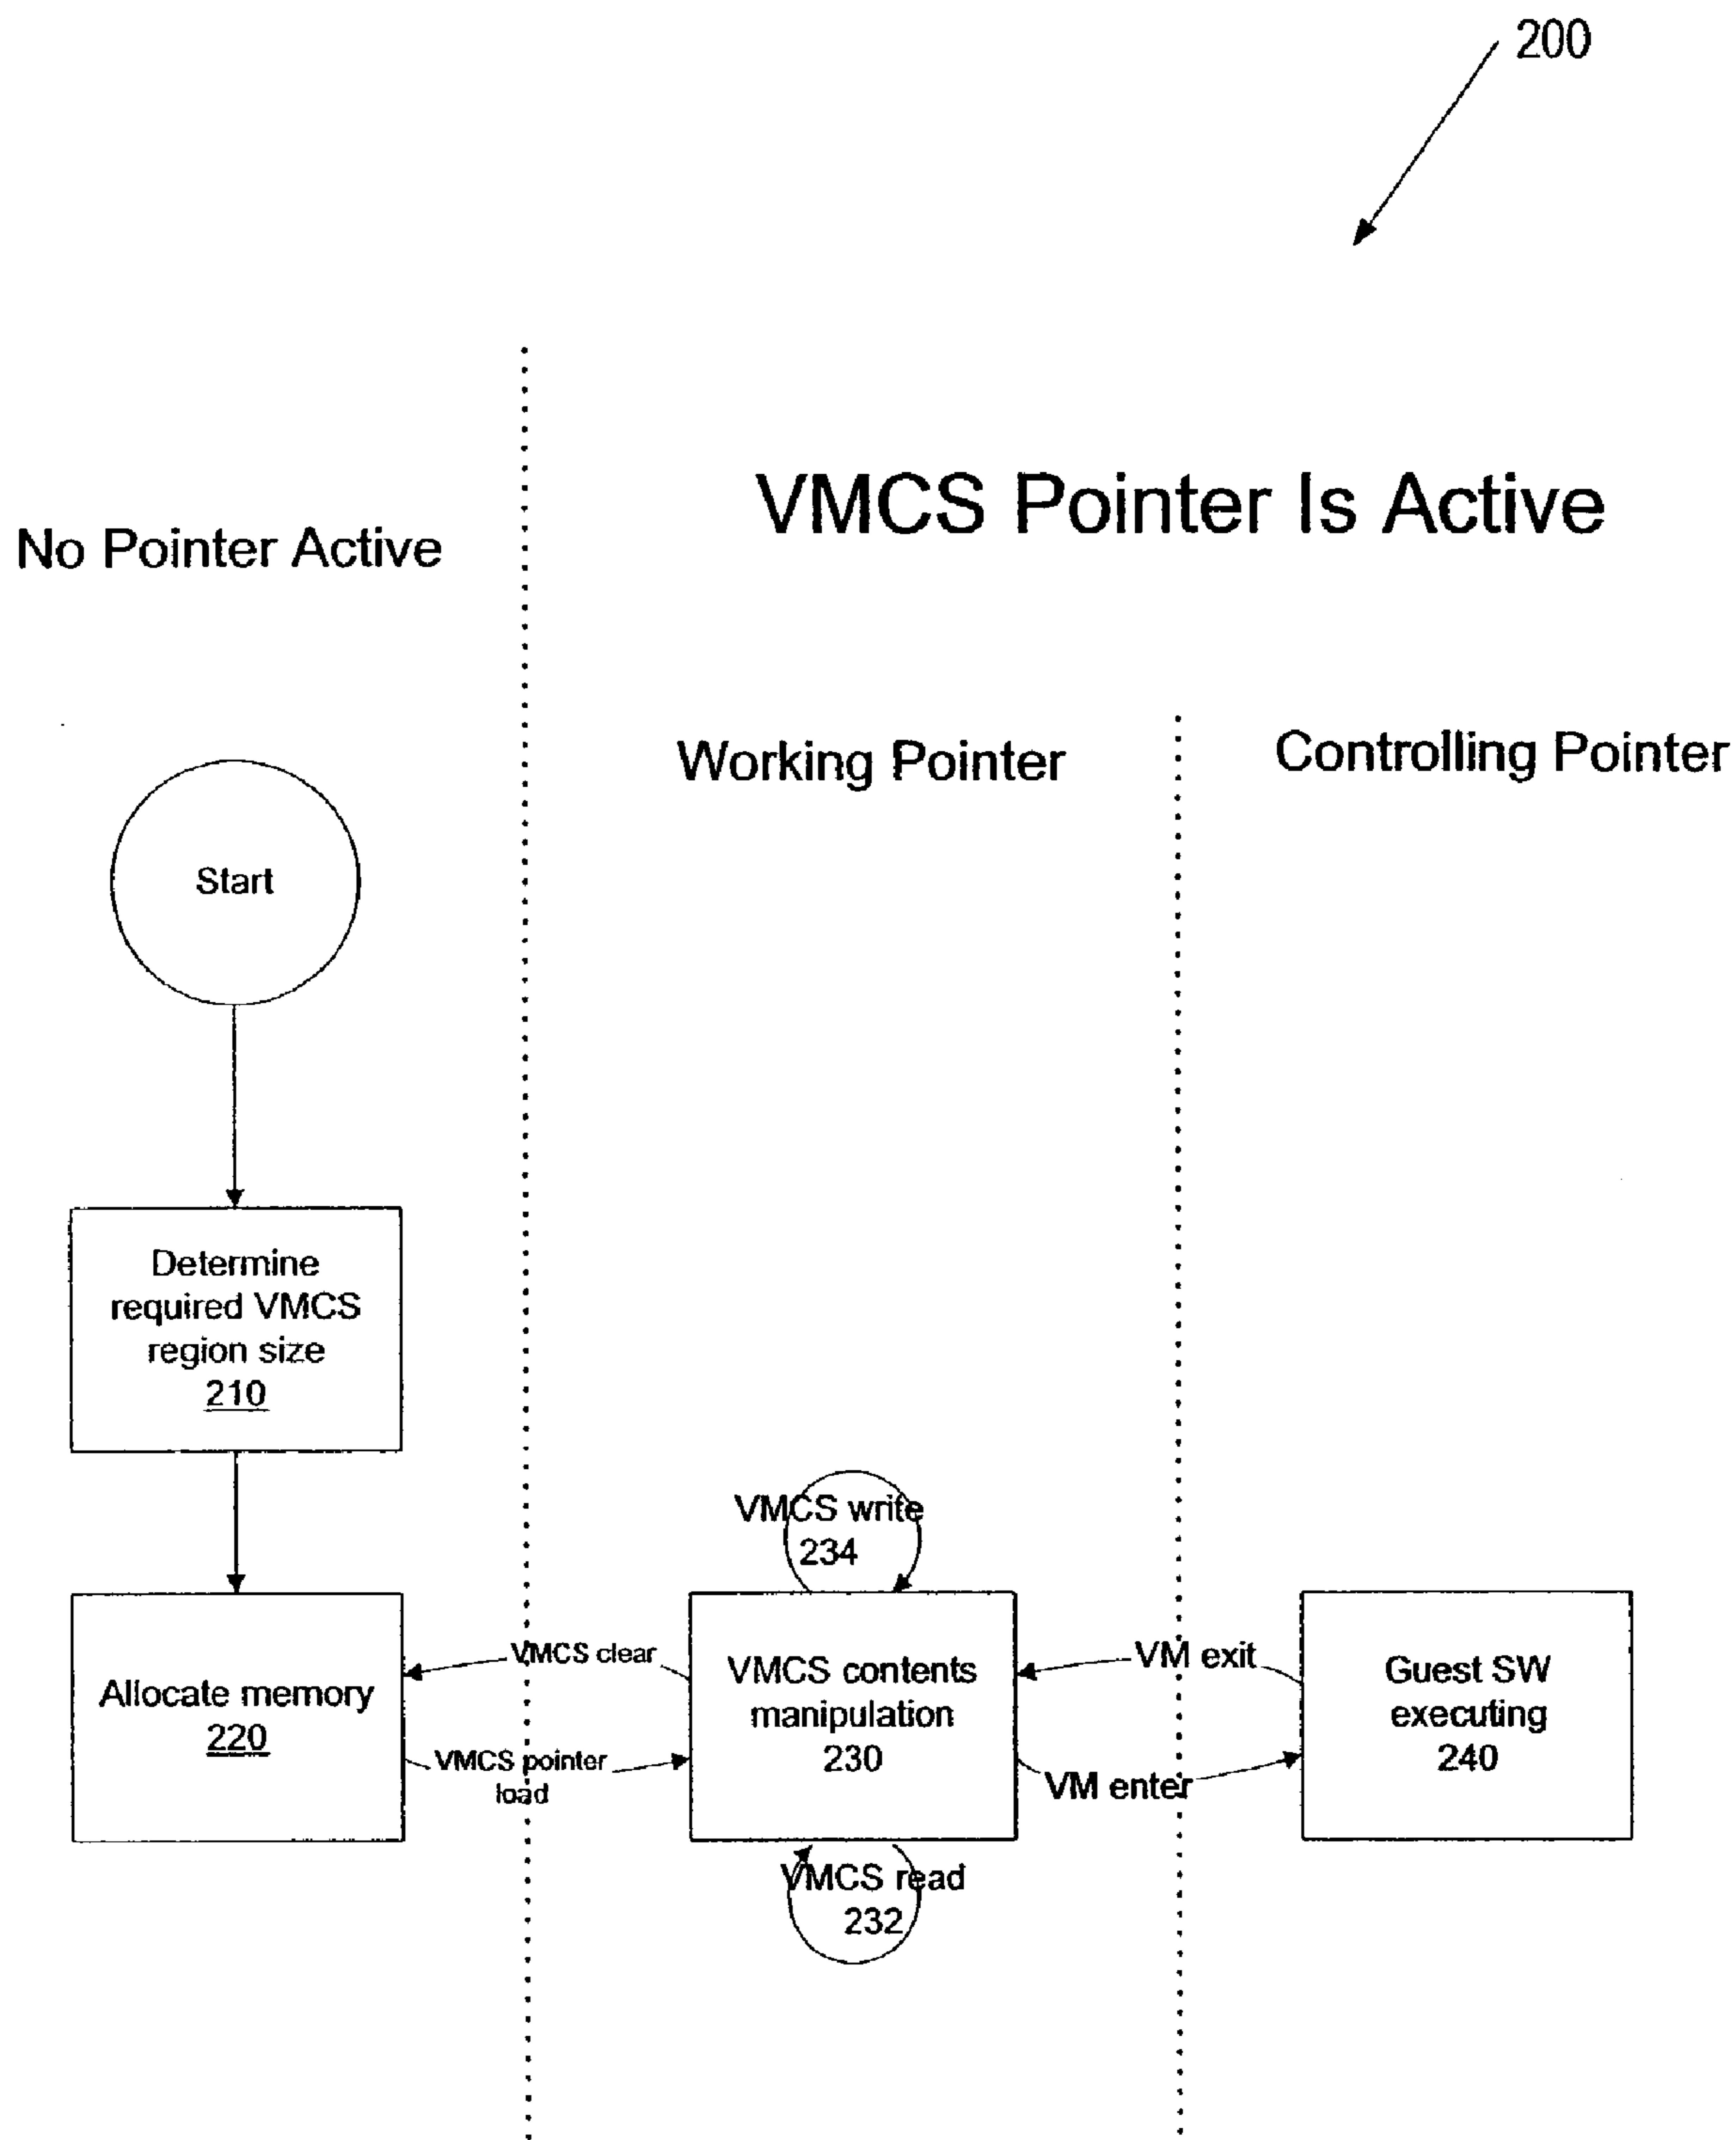 200
VMCS Pointer Is Active
No Pointer Active
Working Pointer
Controlling Pointer
Start
Determine
required VMCS
region size
210
VMCS write
234
VMCS clear
VM exit
Allocate memory
220
VMCS contents
manipulation
230
Guest SW
executing
240
VMCS pointer
load
VM enter
VMCS read
232